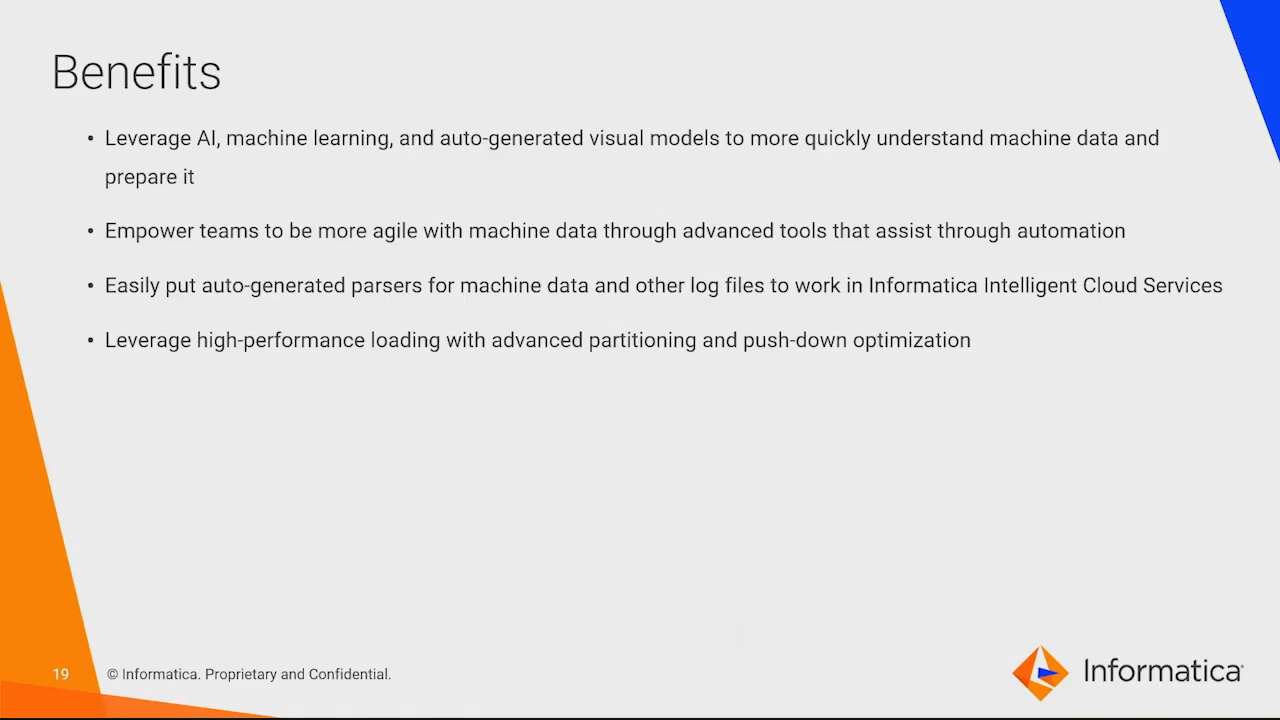 Benefits
• Leverage AI, machine learning, and auto-generated visual models to more quickly understand machine data and
prepare it
• Empower teams to be more agile with machine data through advanced tools that assist through automation
• Easily put auto-generated parsers for machine data and other log files to work in Informatica Intelligent Cloud Services
• Leverage high-performance loading with advanced partitioning and push-down optimization
19 © Informatica. Proprietary and Confidential.
Informatica®